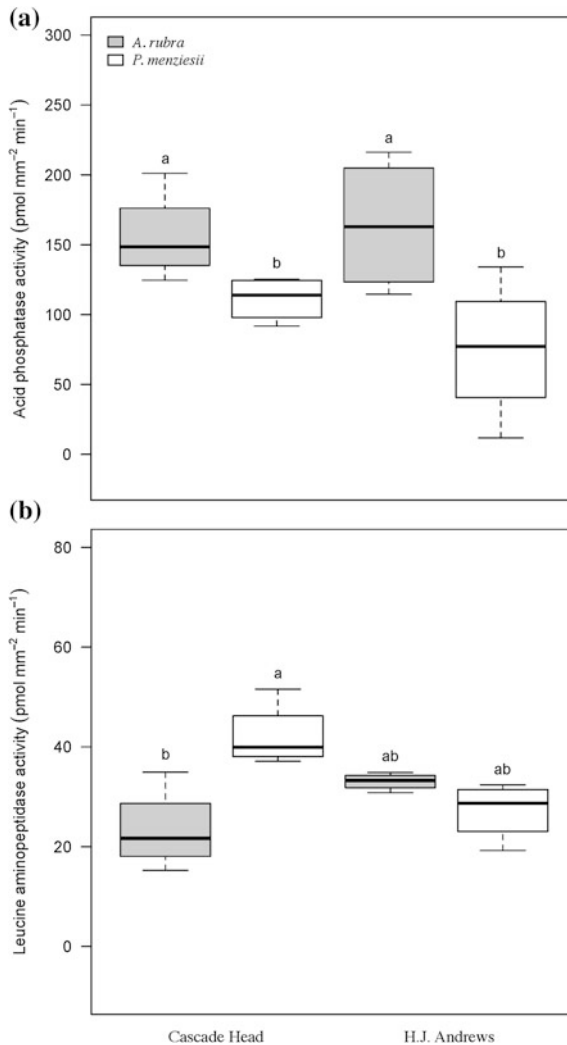 (a)
Acid phosphatase activity (pmol mm⁻² min⁻¹)
300
250
200
150
100
50
0
A. rubra
P. menziesii
a
b
a
b
(b)
Leucine aminopeptidase activity (pmol mm⁻² min⁻¹)
80
60
40
20
0
b
a
ab
ab
Cascade Head
H.J. Andrews